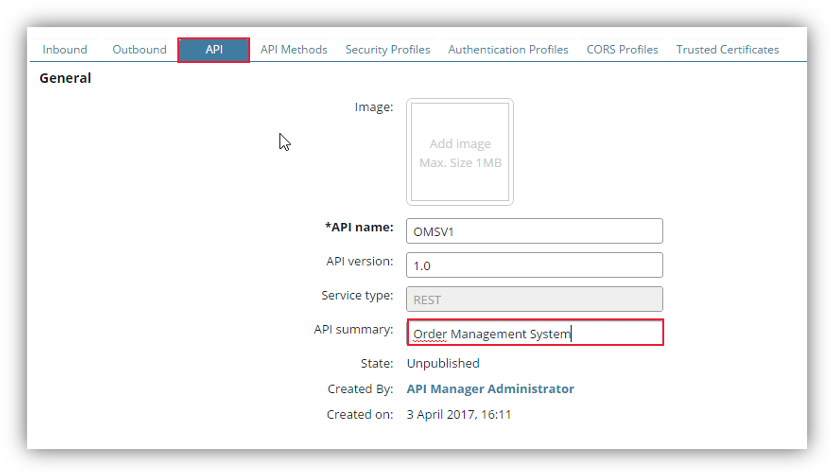 Inbound Outbound API API Methods Security Profiles Authentication Profiles CORS Profiles Trusted Certificates
General
Image:
Add image
Max. Size 1MB
*API name: OMSV1
API version: 1.0
Service type: REST
API summary: Order Management System
State: Unpublished
Created By: API Manager Administrator
Created on: 3 April 2017, 16:11